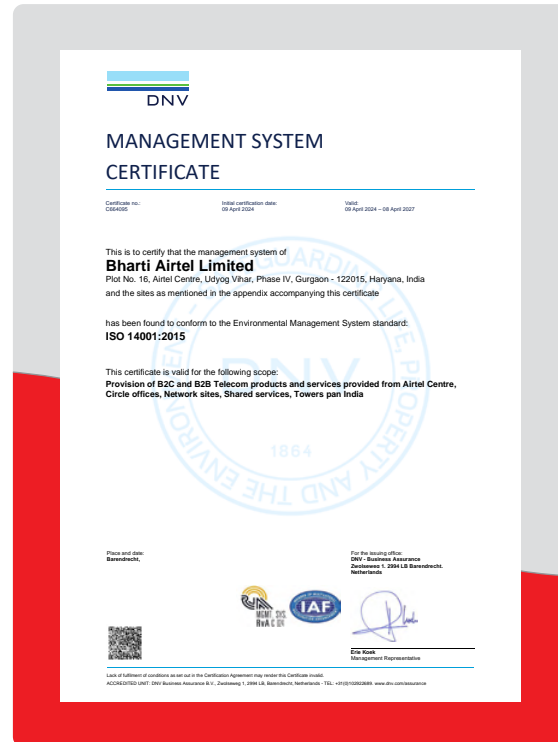 DNV
MANAGEMENT SYSTEM
CERTIFICATE
Certificate no.:
C664095
Initial certification date:
09 April 2024
Valid:
09 April 2024 – 08 April 2027
This is to certify that the management system of
Bharti Airtel Limited
Plot No. 16, Airtel Centre, Udyog Vihar, Phase IV, Gurgaon - 122015, Haryana, India
and the sites as mentioned in the appendix accompanying this certificate
has been found to conform to the Environmental Management System standard:
ISO 14001:2015
This certificate is valid for the following scope:
Provision of B2C and B2B Telecom products and services provided from Airtel Centre,
Circle offices, Network sites, Shared services, Towers pan India
DNV
1864
Place and date:
Barendrecht,
For the issuing office:
DNV - Business Assurance
Zwolseweg 1. 2994 LB Barendrecht.
Netherlands
MGMT. SYS.
RvA C 024
IAF
Erie Koek
Management Representative
Lack of fulfilment of conditions as set out in the Certification Agreement may render this Certificate invalid.
ACCREDITED UNIT: DNV Business Assurance B.V., Zwolseweg 1, 2994 LB, Barendrecht, Netherlands - TEL: +31(0)102922689. www.dnv.com/assurance